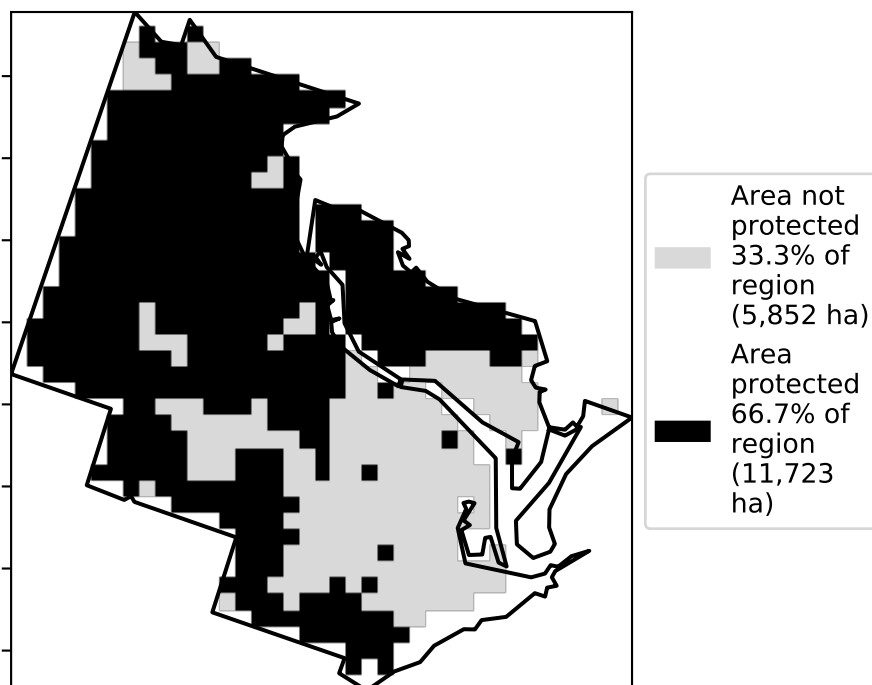 Area not
protected
33.3% of
region
(5,852 ha)
Area
protected
66.7% of
region
(11,723
ha)